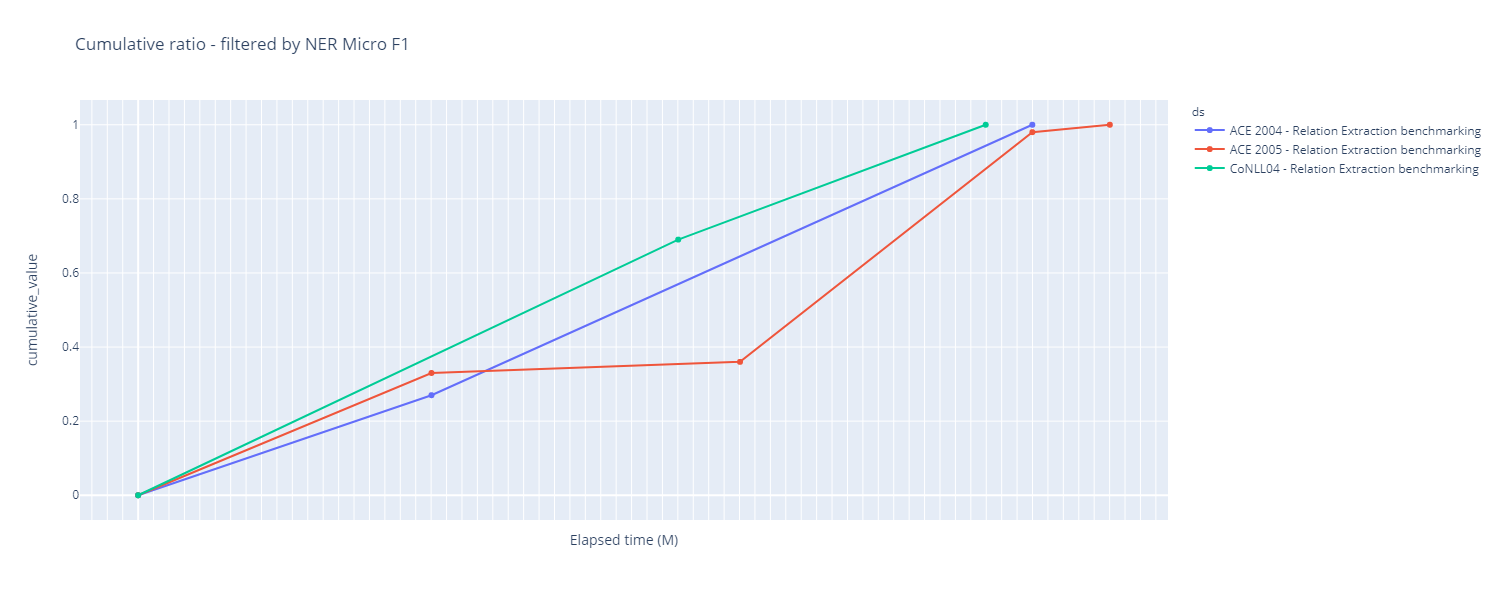 Cumulative ratio - filtered by NER Micro F1
ds
ACE 2004 - Relation Extraction benchmarking
ACE 2005 - Relation Extraction benchmarking
CoNLL04 - Relation Extraction benchmarking
cumulative_value
1
0.8
0.6
0.4
0.2
0
Elapsed time (M)